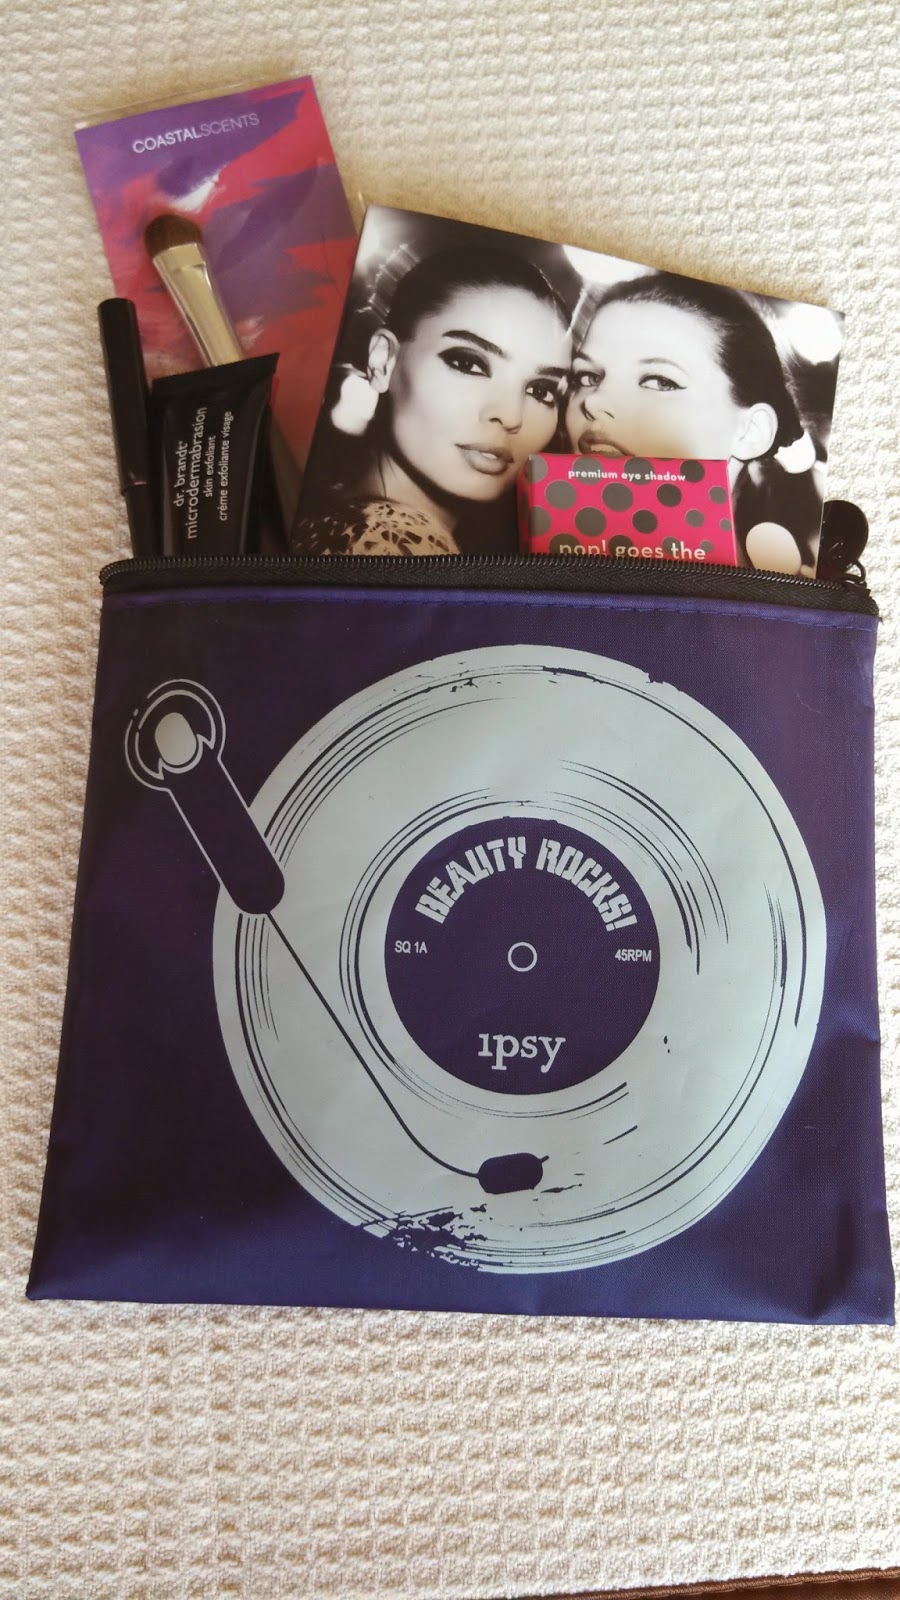 COASTALSCENTS
dr. brandt®
microdermabrasion
skin exfoliant
crème exfoliante visage
premium eye shadow
pop! goes the
BEAUTY ROCKS!
SQ 1A
45RPM
ipsy